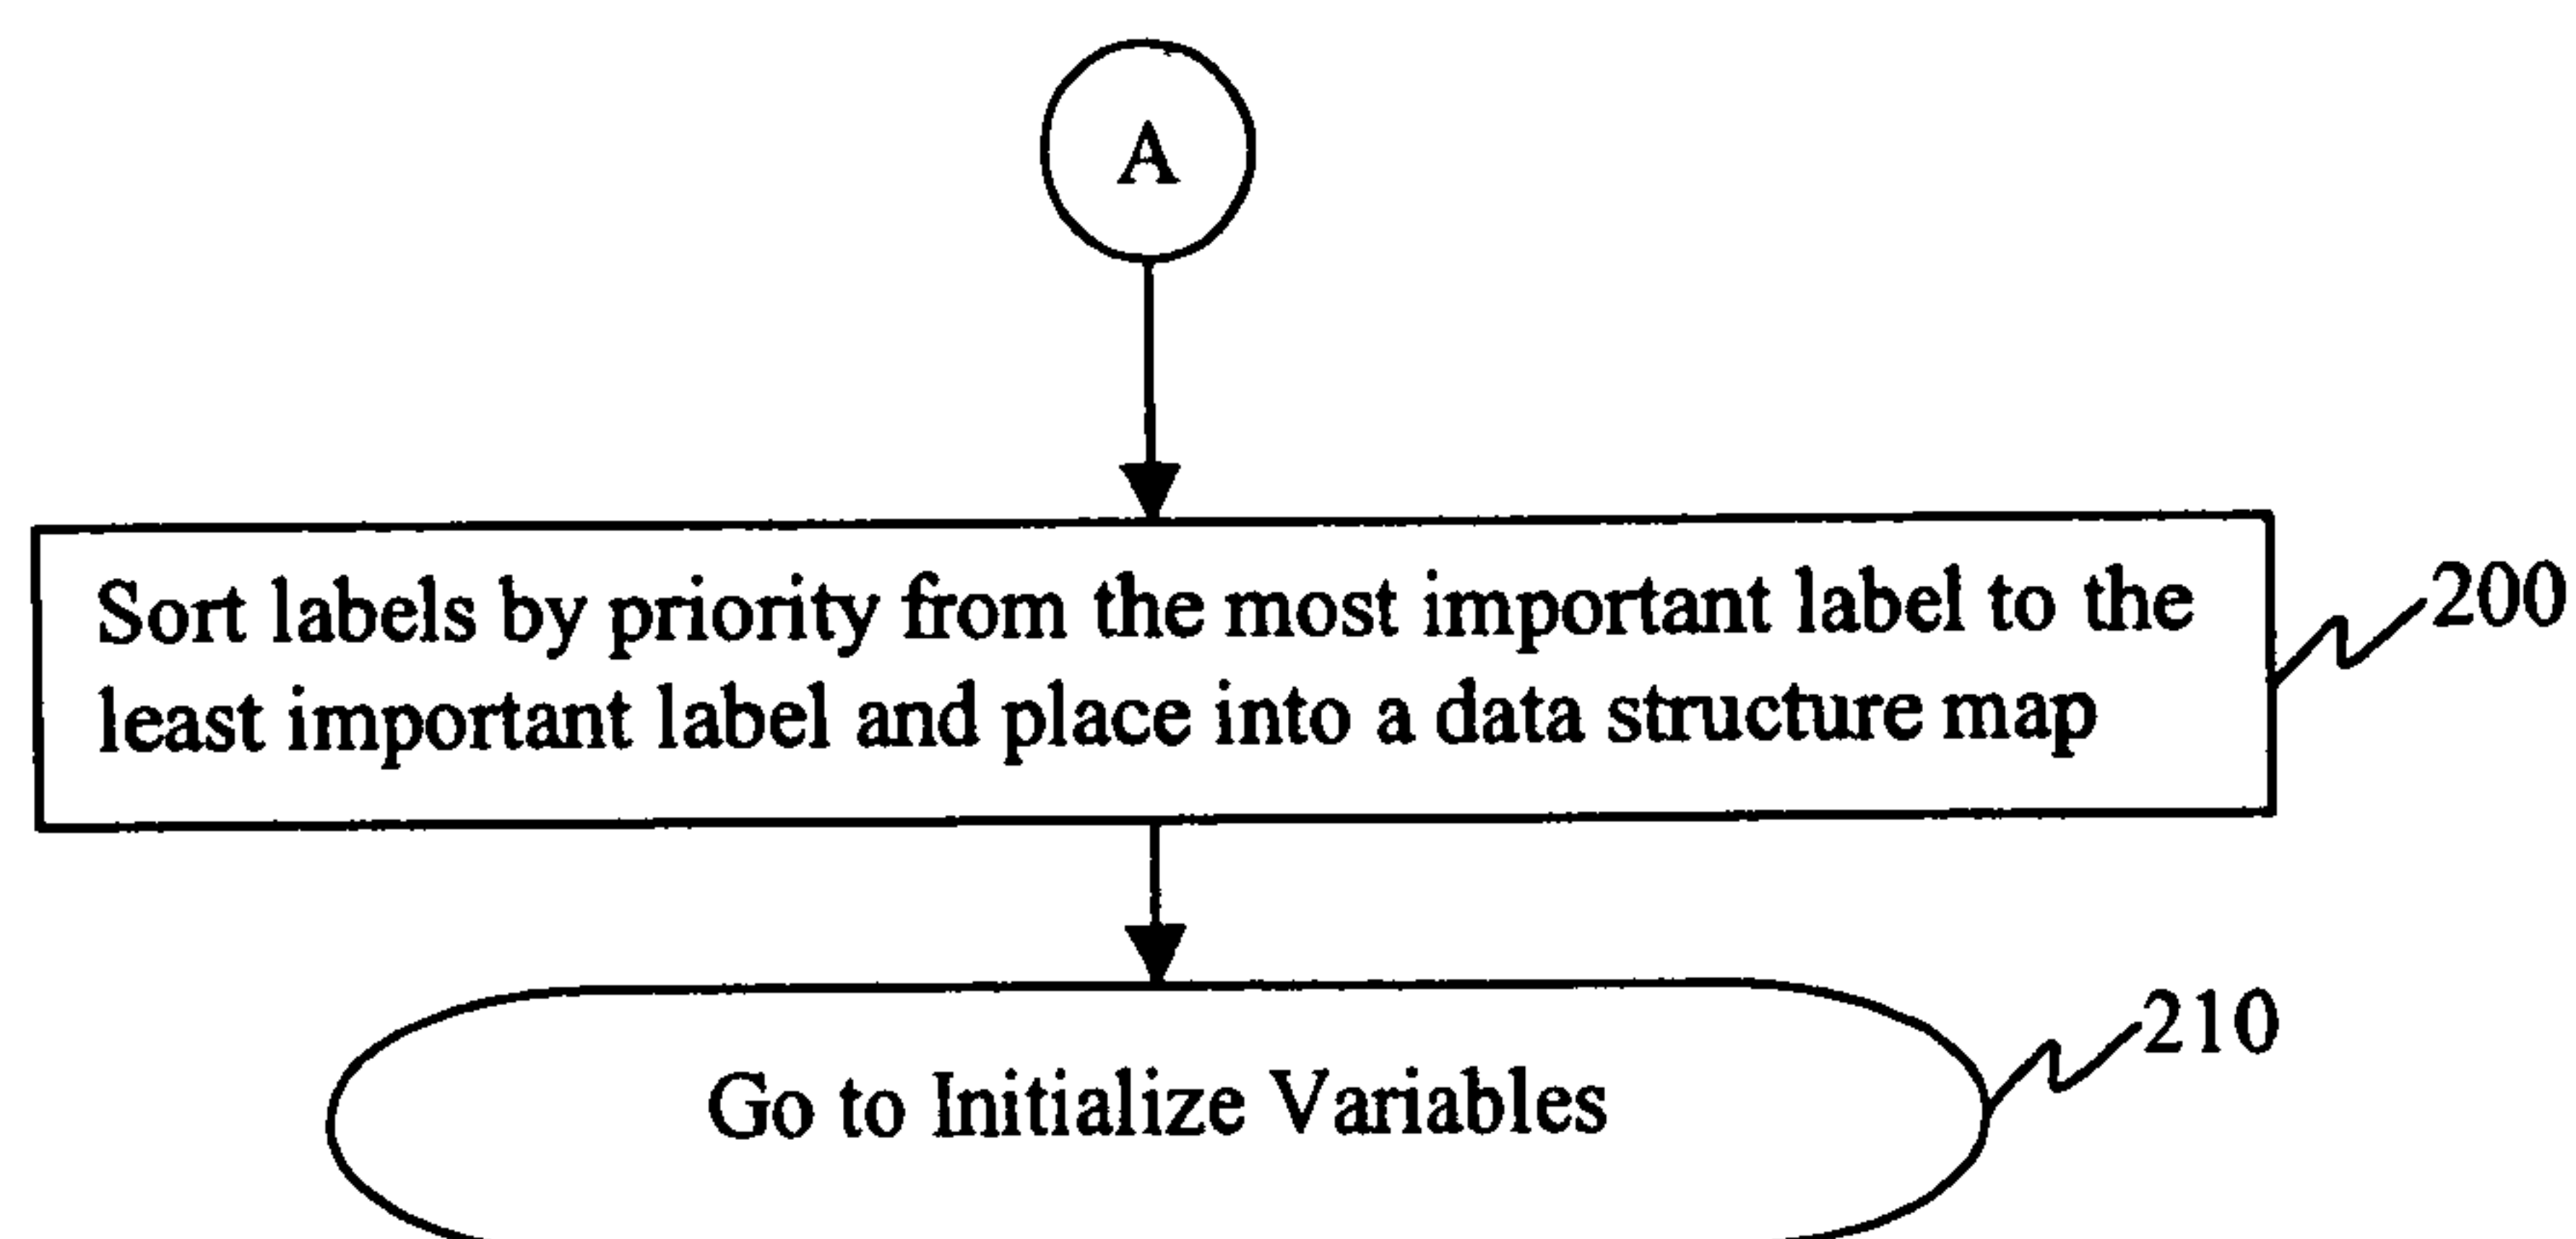 A
Sort labels by priority from the most important label to the
200
least important label and place into a data structure map
210
Go to Initialize Variables